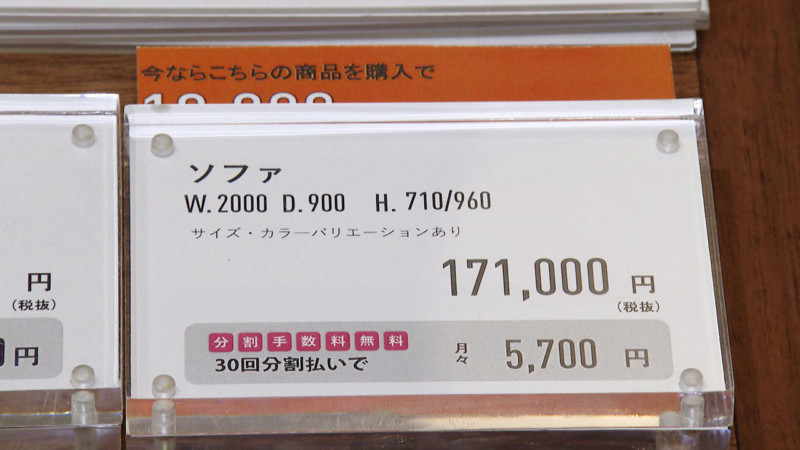 今ならこちらの商品を購入で
ソファ
W. 2000 D. 900 H. 710/960
サイズ・カラーバリエーションあり
171,000 円
(税抜)
分割手数料無料
30回分割払いで
月々 5,700 円
円
(税抜)
円